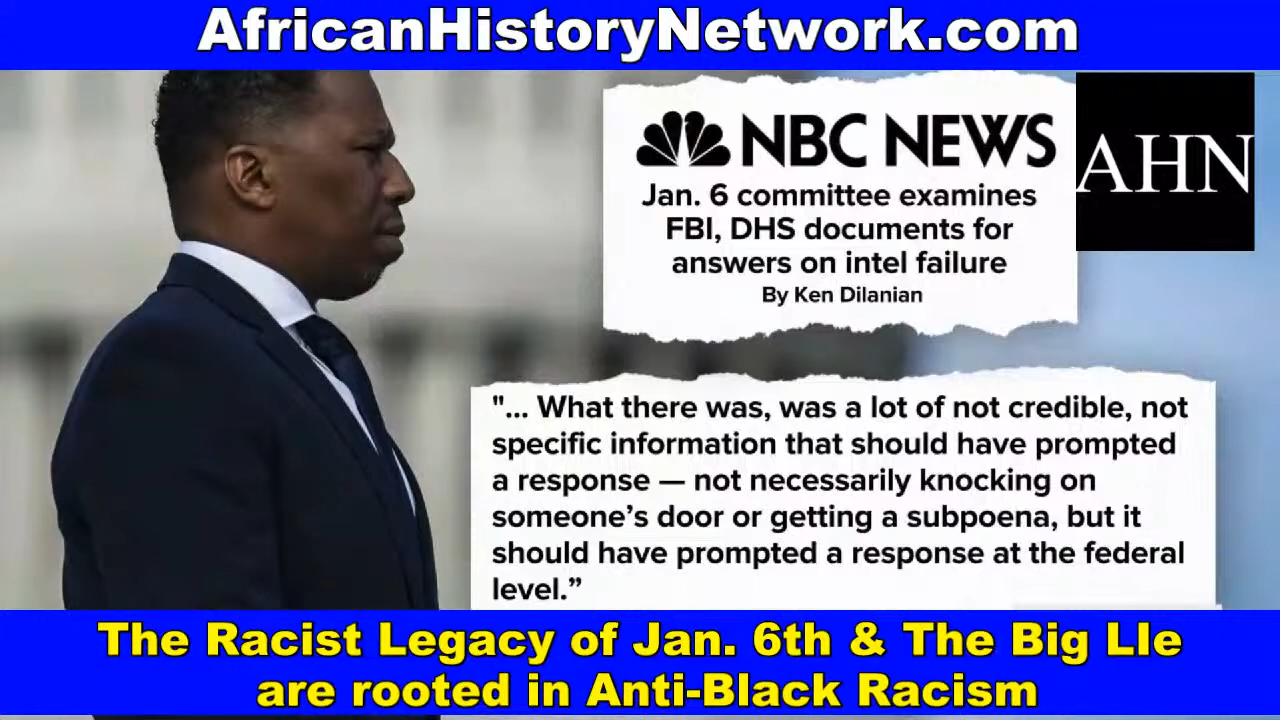 AfricanHistoryNetwork.com
NBC NEWS
AHN
Jan. 6 committee examines
FBI, DHS documents for
answers on intel failure
By Ken Dilanian
"... What there was, was a lot of not credible, not
specific information that should have prompted
a response — not necessarily knocking on
someone’s door or getting a subpoena, but it
should have prompted a response at the federal
level.”
The Racist Legacy of Jan. 6th & The Big LIe
are rooted in Anti-Black Racism